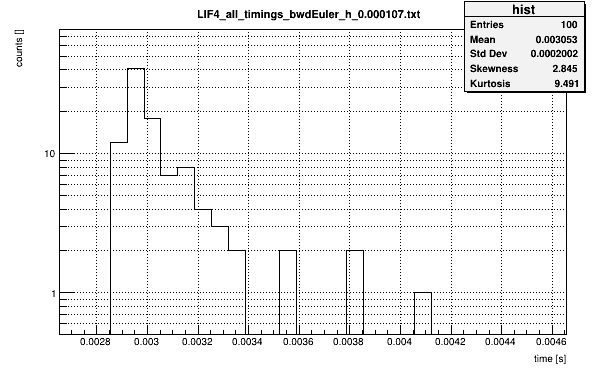 LIF4_all_timings_bwdEuler_h_0.000107.txt
hist
Entries 100
Mean 0.003053
Std Dev 0.0002002
Skewness 2.845
Kurtosis 9.491
counts []
10
1
0.0028 0.003 0.0032 0.0034 0.0036 0.0038 0.004 0.0042 0.0044 0.0046
time [s]